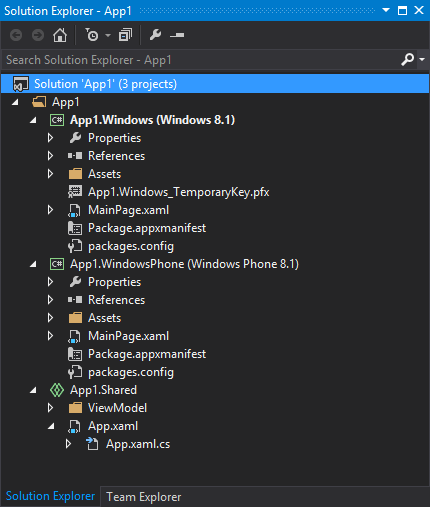 Solution Explorer - App1
Search Solution Explorer - App1
Solution 'App1' (3 projects)
App1
C# App1.Windows (Windows 8.1)
Properties
References
Assets
App1.Windows_TemporaryKey.pfx
MainPage.xaml
Package.appxmanifest
packages.config
C# App1.WindowsPhone (Windows Phone 8.1)
Properties
References
Assets
MainPage.xaml
Package.appxmanifest
packages.config
App1.Shared
ViewModel
App.xaml
App.xaml.cs
Solution Explorer Team Explorer